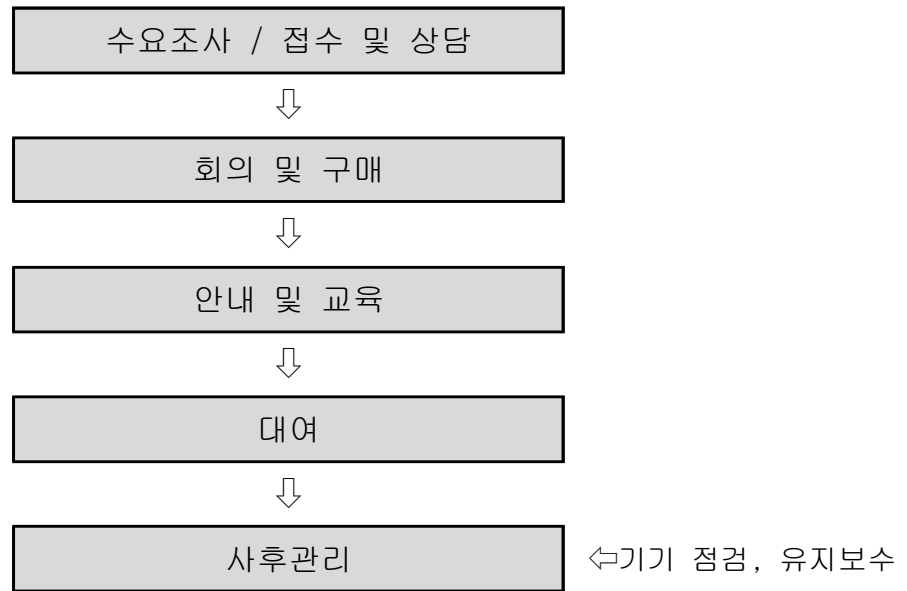 수요조사 / 접수 및 상담
⇩
회의 및 구매
⇩
안내 및 교육
⇩
대여
⇩
사후관리 ⇦기기 점검, 유지보수